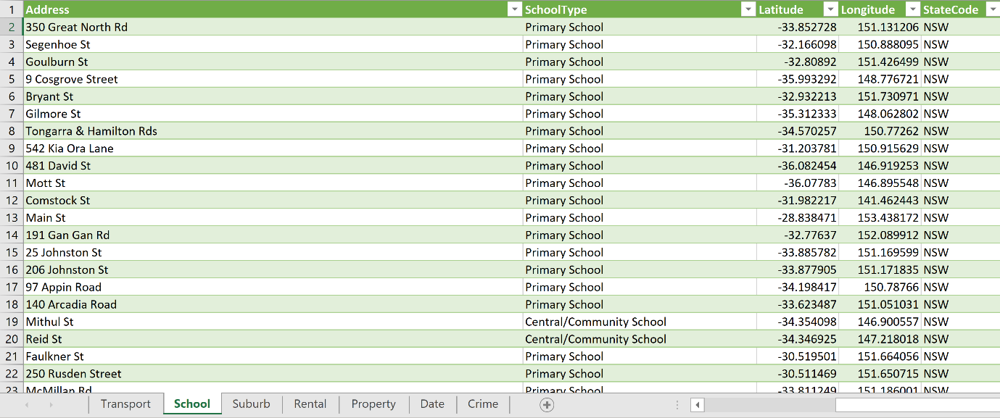 1 Address SchoolType Latitude Longitude StateCode
2 350 Great North Rd Primary School -33.852728 151.131206 NSW
3 Segenhoe St Primary School -32.166098 150.888095 NSW
4 Goulburn St Primary School -32.80892 151.426499 NSW
5 9 Cosgrove Street Primary School -35.993292 148.776721 NSW
6 Bryant St Primary School -32.932213 151.730971 NSW
7 Gilmore St Primary School -35.312333 148.062802 NSW
8 Tongarra & Hamilton Rds Primary School -34.570257 150.77262 NSW
9 542 Kia Ora Lane Primary School -31.203781 150.915629 NSW
10 481 David St Primary School -36.082454 146.919253 NSW
11 Mott St Primary School -36.07783 146.895548 NSW
12 Comstock St Primary School -31.982217 141.462443 NSW
13 Main St Primary School -28.838471 153.438172 NSW
14 191 Gan Gan Rd Primary School -32.77637 152.089912 NSW
15 25 Johnston St Primary School -33.885782 151.169599 NSW
16 206 Johnston St Primary School -33.877905 151.171835 NSW
17 97 Appin Road Primary School -34.198417 150.78766 NSW
18 140 Arcadia Road Primary School -33.623487 151.051031 NSW
19 Mithul St Central/Community School -34.354098 146.900557 NSW
20 Reid St Central/Community School -34.346925 147.218018 NSW
21 Faulkner St Primary School -30.519501 151.664056 NSW
22 250 Rusden Street Primary School -30.511469 151.650715 NSW
23 McMillan Rd Primary School -33.811249 151.186001 NSW
Transport School Suburb Rental Property Date Crime